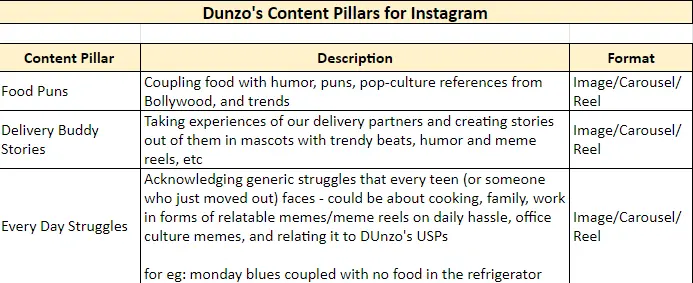 Dunzo's Content Pillars for Instagram
Content Pillar
Description
Format
Food Puns
Coupling food with humor, puns, pop-culture references from
Bollywood, and trends
Image/Carousel/
Reel
Delivery Buddy
Stories
Taking experiences of our delivery partners and creating stories
out of them in mascots with trendy beats, humor and meme
reels, etc
Image/Carousel/
Reel
Every Day Struggles
Acknowledging generic struggles that every teen (or someone
who just moved out) faces - could be about cooking, family, work
in forms of relatable memes/meme reels on daily hassle, office
culture memes, and relating it to DUnzo's USPs
for eg: monday blues coupled with no food in the refrigerator
Image/Carousel/
Reel